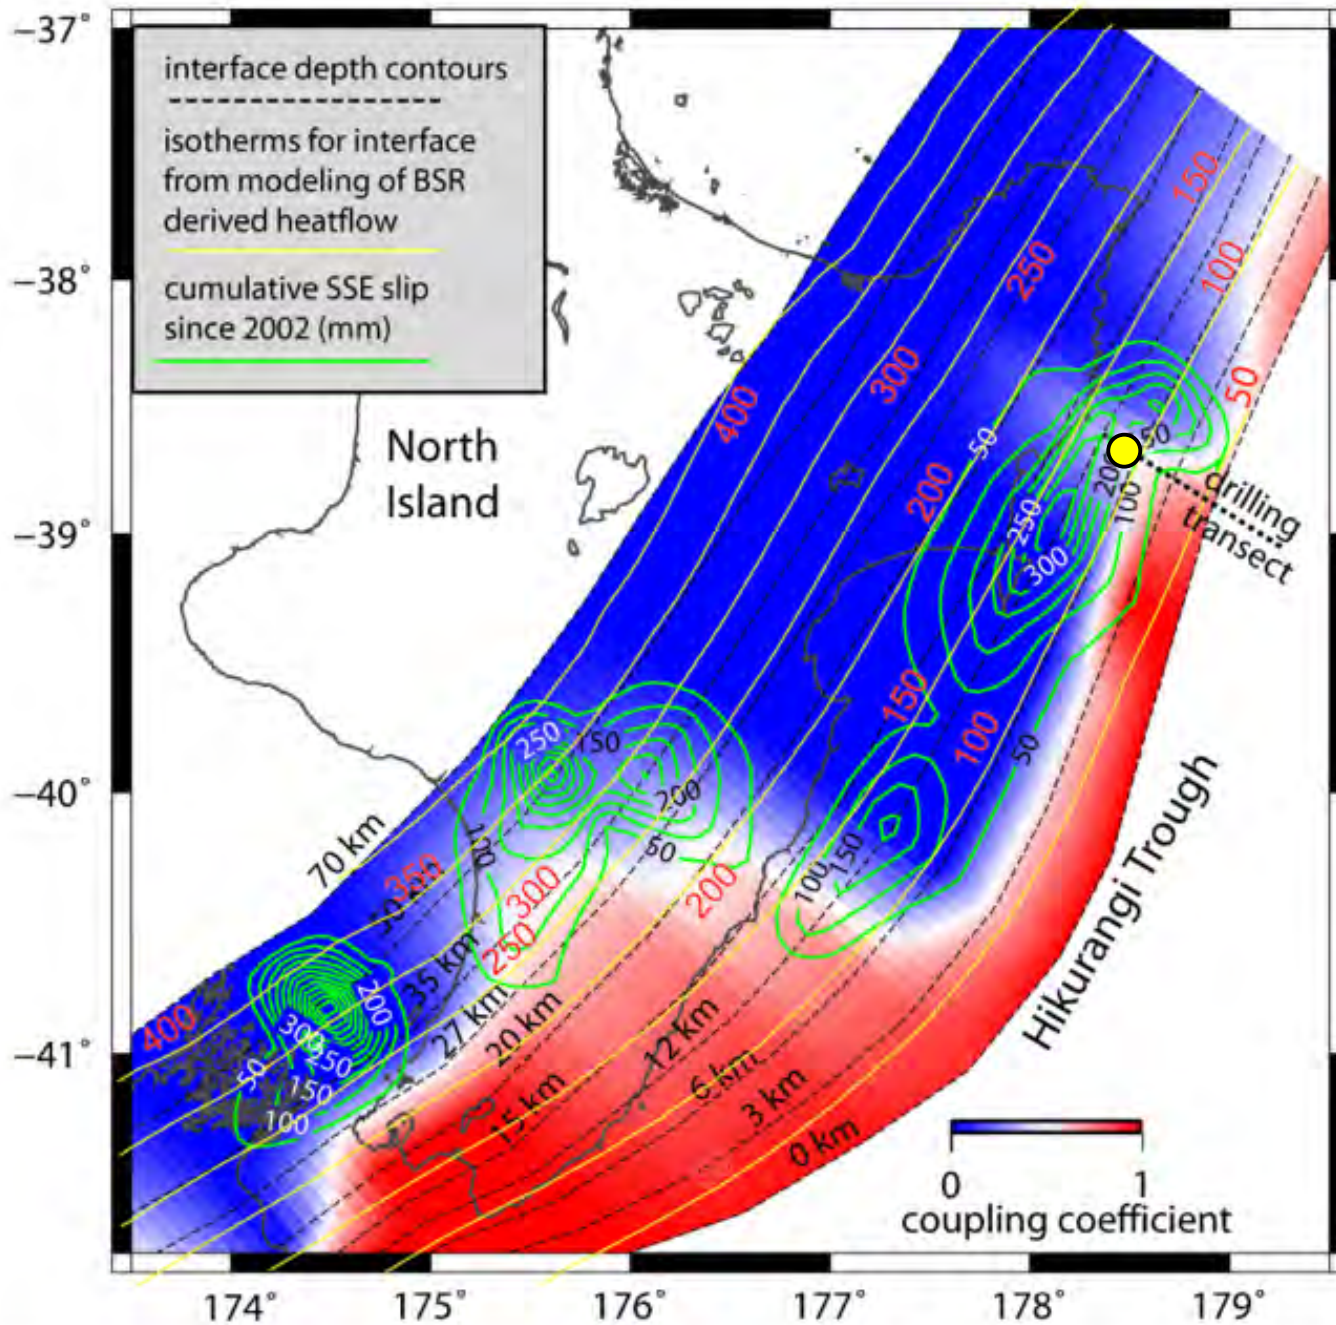 −37°
−38°
−39°
−40°
−41°
interface depth contours
isotherms for interface
from modeling of BSR
derived heatflow
cumulative SSE slip
since 2002 (mm)
North
Island
150
100
50
250
300
400
200
150
100
50
50
200
100
250
300
drilling
transect
50
250
150
200
50
100
150
70 km
350
300
250
200
35 km
27 km
20 km
15 km
12 km
6 km
3 km
0 km
400
200
300
50
150
100
Hikurangi Trough
0
1
coupling coefficient
174°
175°
176°
177°
178°
179°